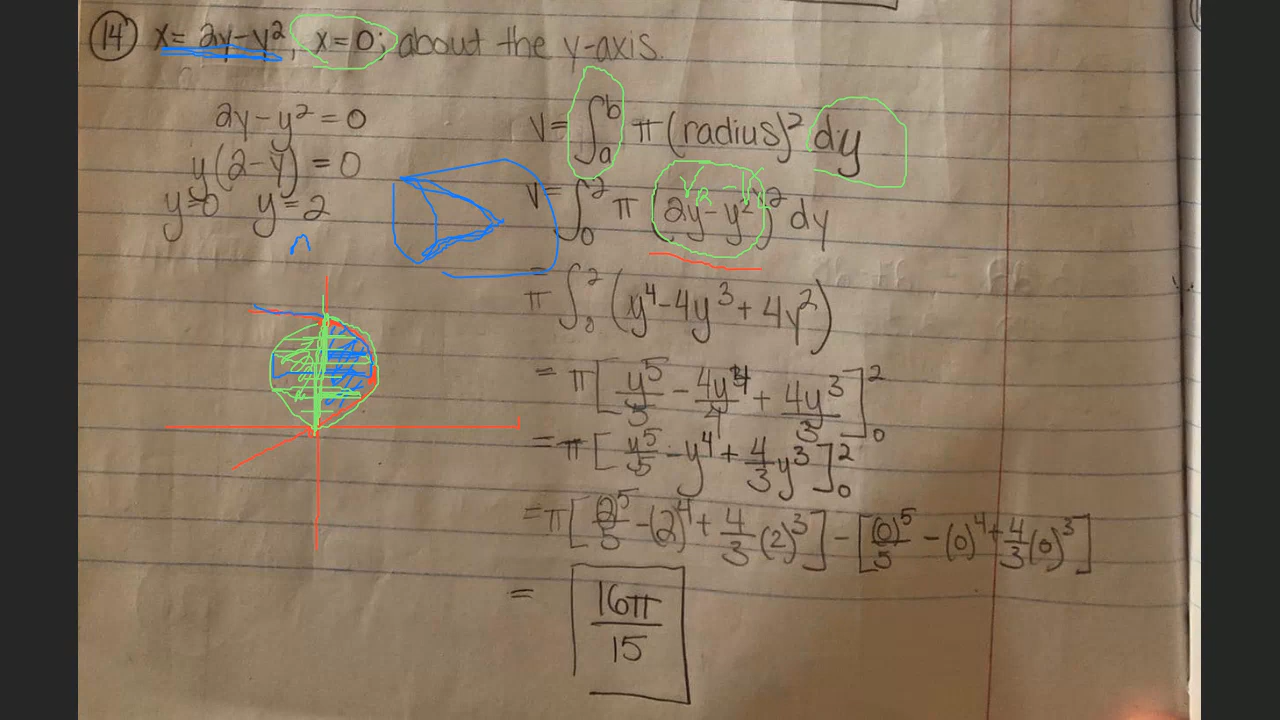 14 x= 2y-y², x=0; about the y-axis.
2y-y²=0
y(2-y)=0
y=0 y=2
V= ∫ₐᵇ π (radius)² dy
V= ∫₀² π (2y-y²)² dy
= π ∫₀² (y⁴-4y³+4y²)
= π [ y⁵/5 - 4y⁴/4 + 4y³/3 ]₀²
= π [ y⁵/5 - y⁴ + 4/3 y³ ]₀²
= π [ 2⁵/5 - (2)⁴ + 4/3 (2)³ ] - [ (0)⁵/5 - (0)⁴ + 4/3 (0)³ ]
= 16π/15